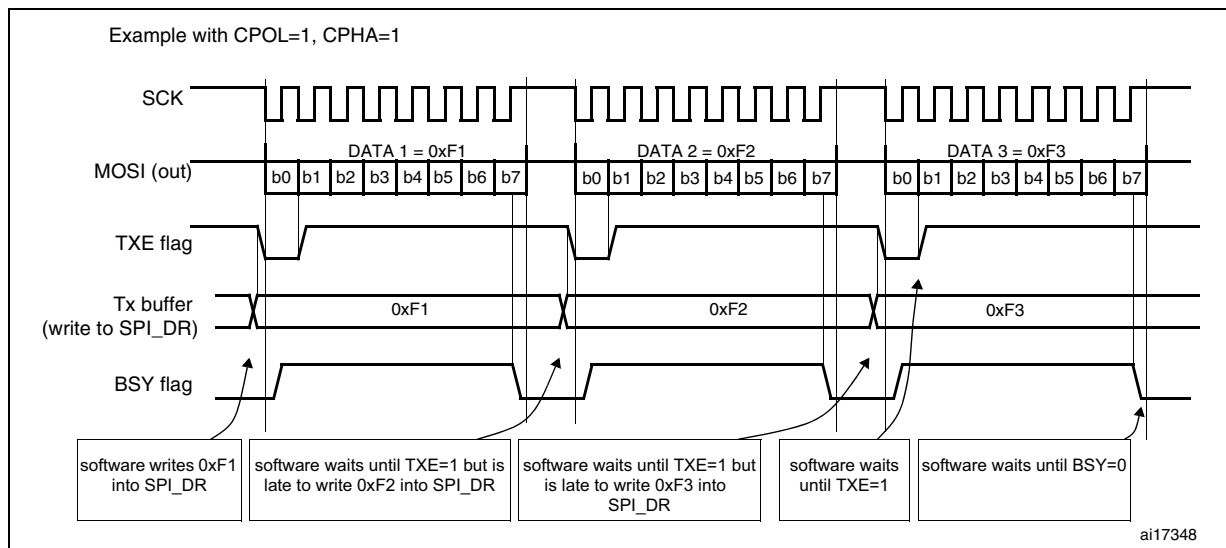 Example with CPOL=1, CPHA=1
SCK
DATA 1 = 0xF1
DATA 2 = 0xF2
DATA 3 = 0xF3
MOSI (out)
b0 b1 b2 b3 b4 b5 b6 b7
b0 b1 b2 b3 b4 b5 b6 b7
b0 b1 b2 b3 b4 b5 b6 b7
TXE flag
Tx buffer
(write to SPI_DR)
0xF1
0xF2
0xF3
BSY flag
software writes 0xF1
into SPI_DR
software waits until TXE=1 but is
late to write 0xF2 into SPI_DR
software waits until TXE=1 but
is late to write 0xF3 into
SPI_DR
software waits
until TXE=1
software waits until BSY=0
ai17348